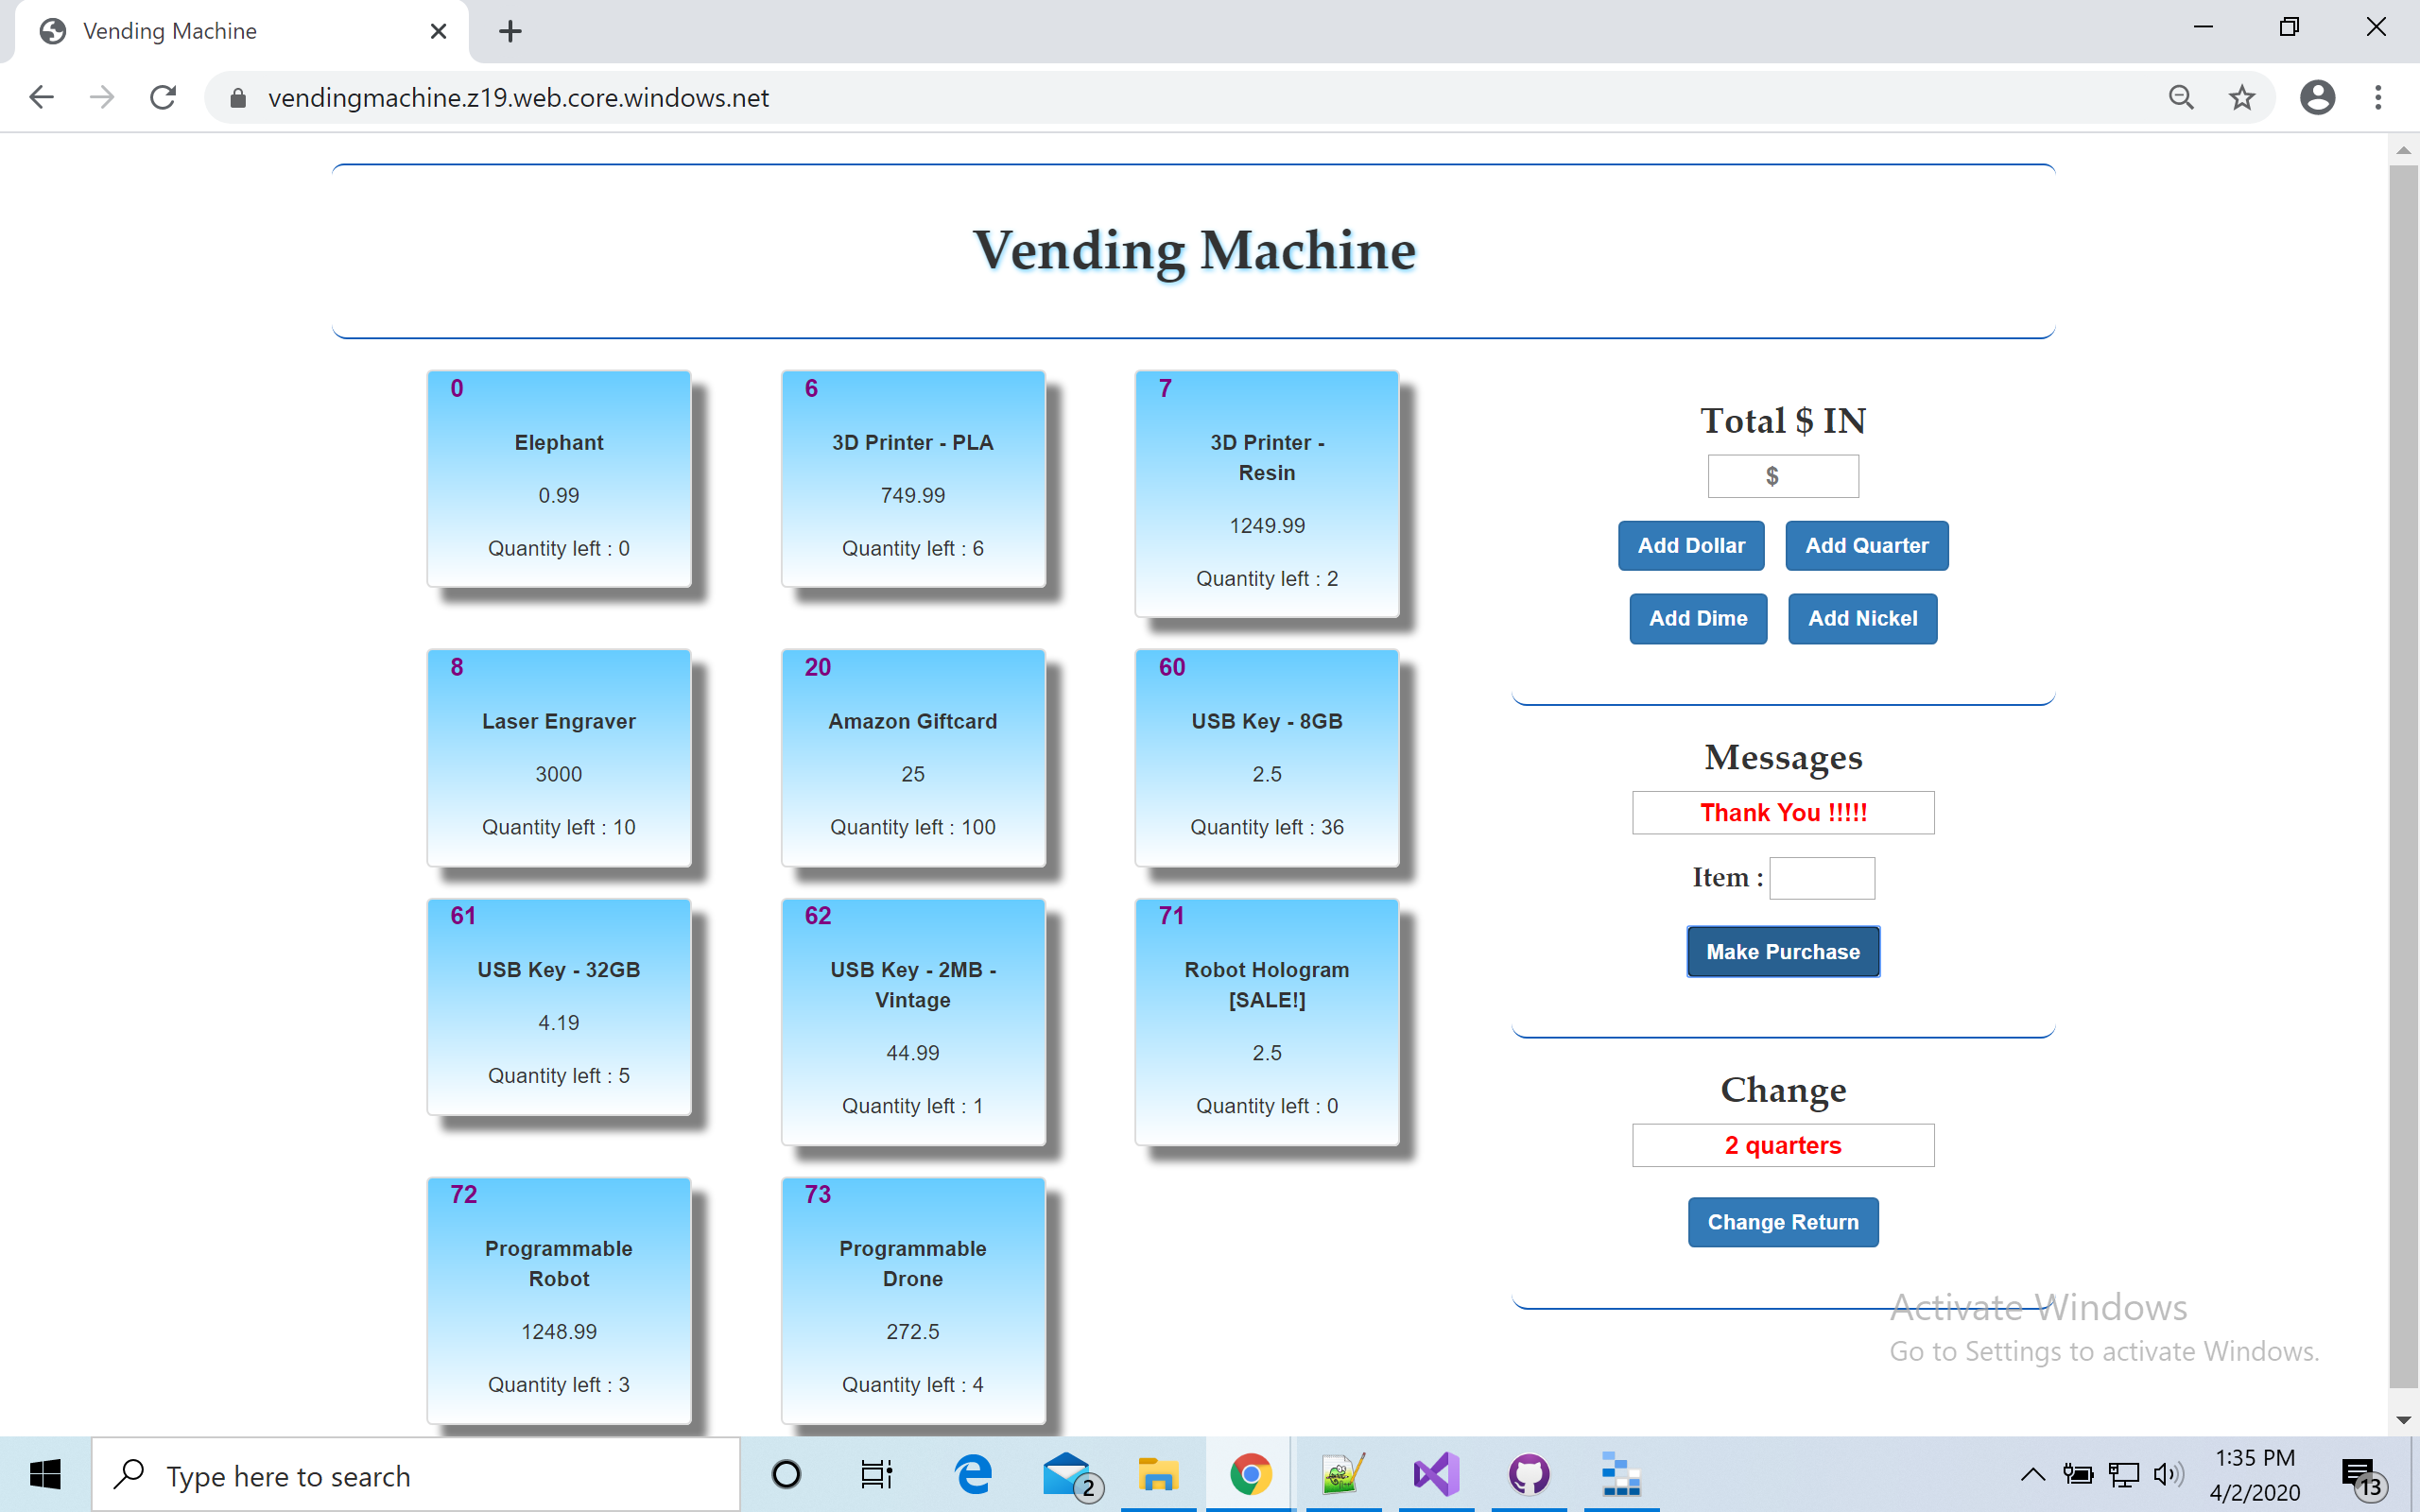 Vending Machine
vendingmachine.z19.web.core.windows.net
Vending Machine
0
Elephant
0.99
Quantity left : 0
6
3D Printer - PLA
749.99
Quantity left : 6
7
3D Printer -
Resin
1249.99
Quantity left : 2
8
Laser Engraver
3000
Quantity left : 10
20
Amazon Giftcard
25
Quantity left : 100
60
USB Key - 8GB
2.5
Quantity left : 36
61
USB Key - 32GB
4.19
Quantity left : 5
62
USB Key - 2MB -
Vintage
44.99
Quantity left : 1
71
Robot Hologram
[SALE!]
2.5
Quantity left : 0
72
Programmable
Robot
1248.99
Quantity left : 3
73
Programmable
Drone
272.5
Quantity left : 4
Total $ IN
$
Add Dollar
Add Quarter
Add Dime
Add Nickel
Messages
Thank You !!!!!
Item :
Make Purchase
Change
2 quarters
Change Return
Activate Windows
Go to Settings to activate Windows.
Type here to search
2
1:35 PM
4/2/2020
13